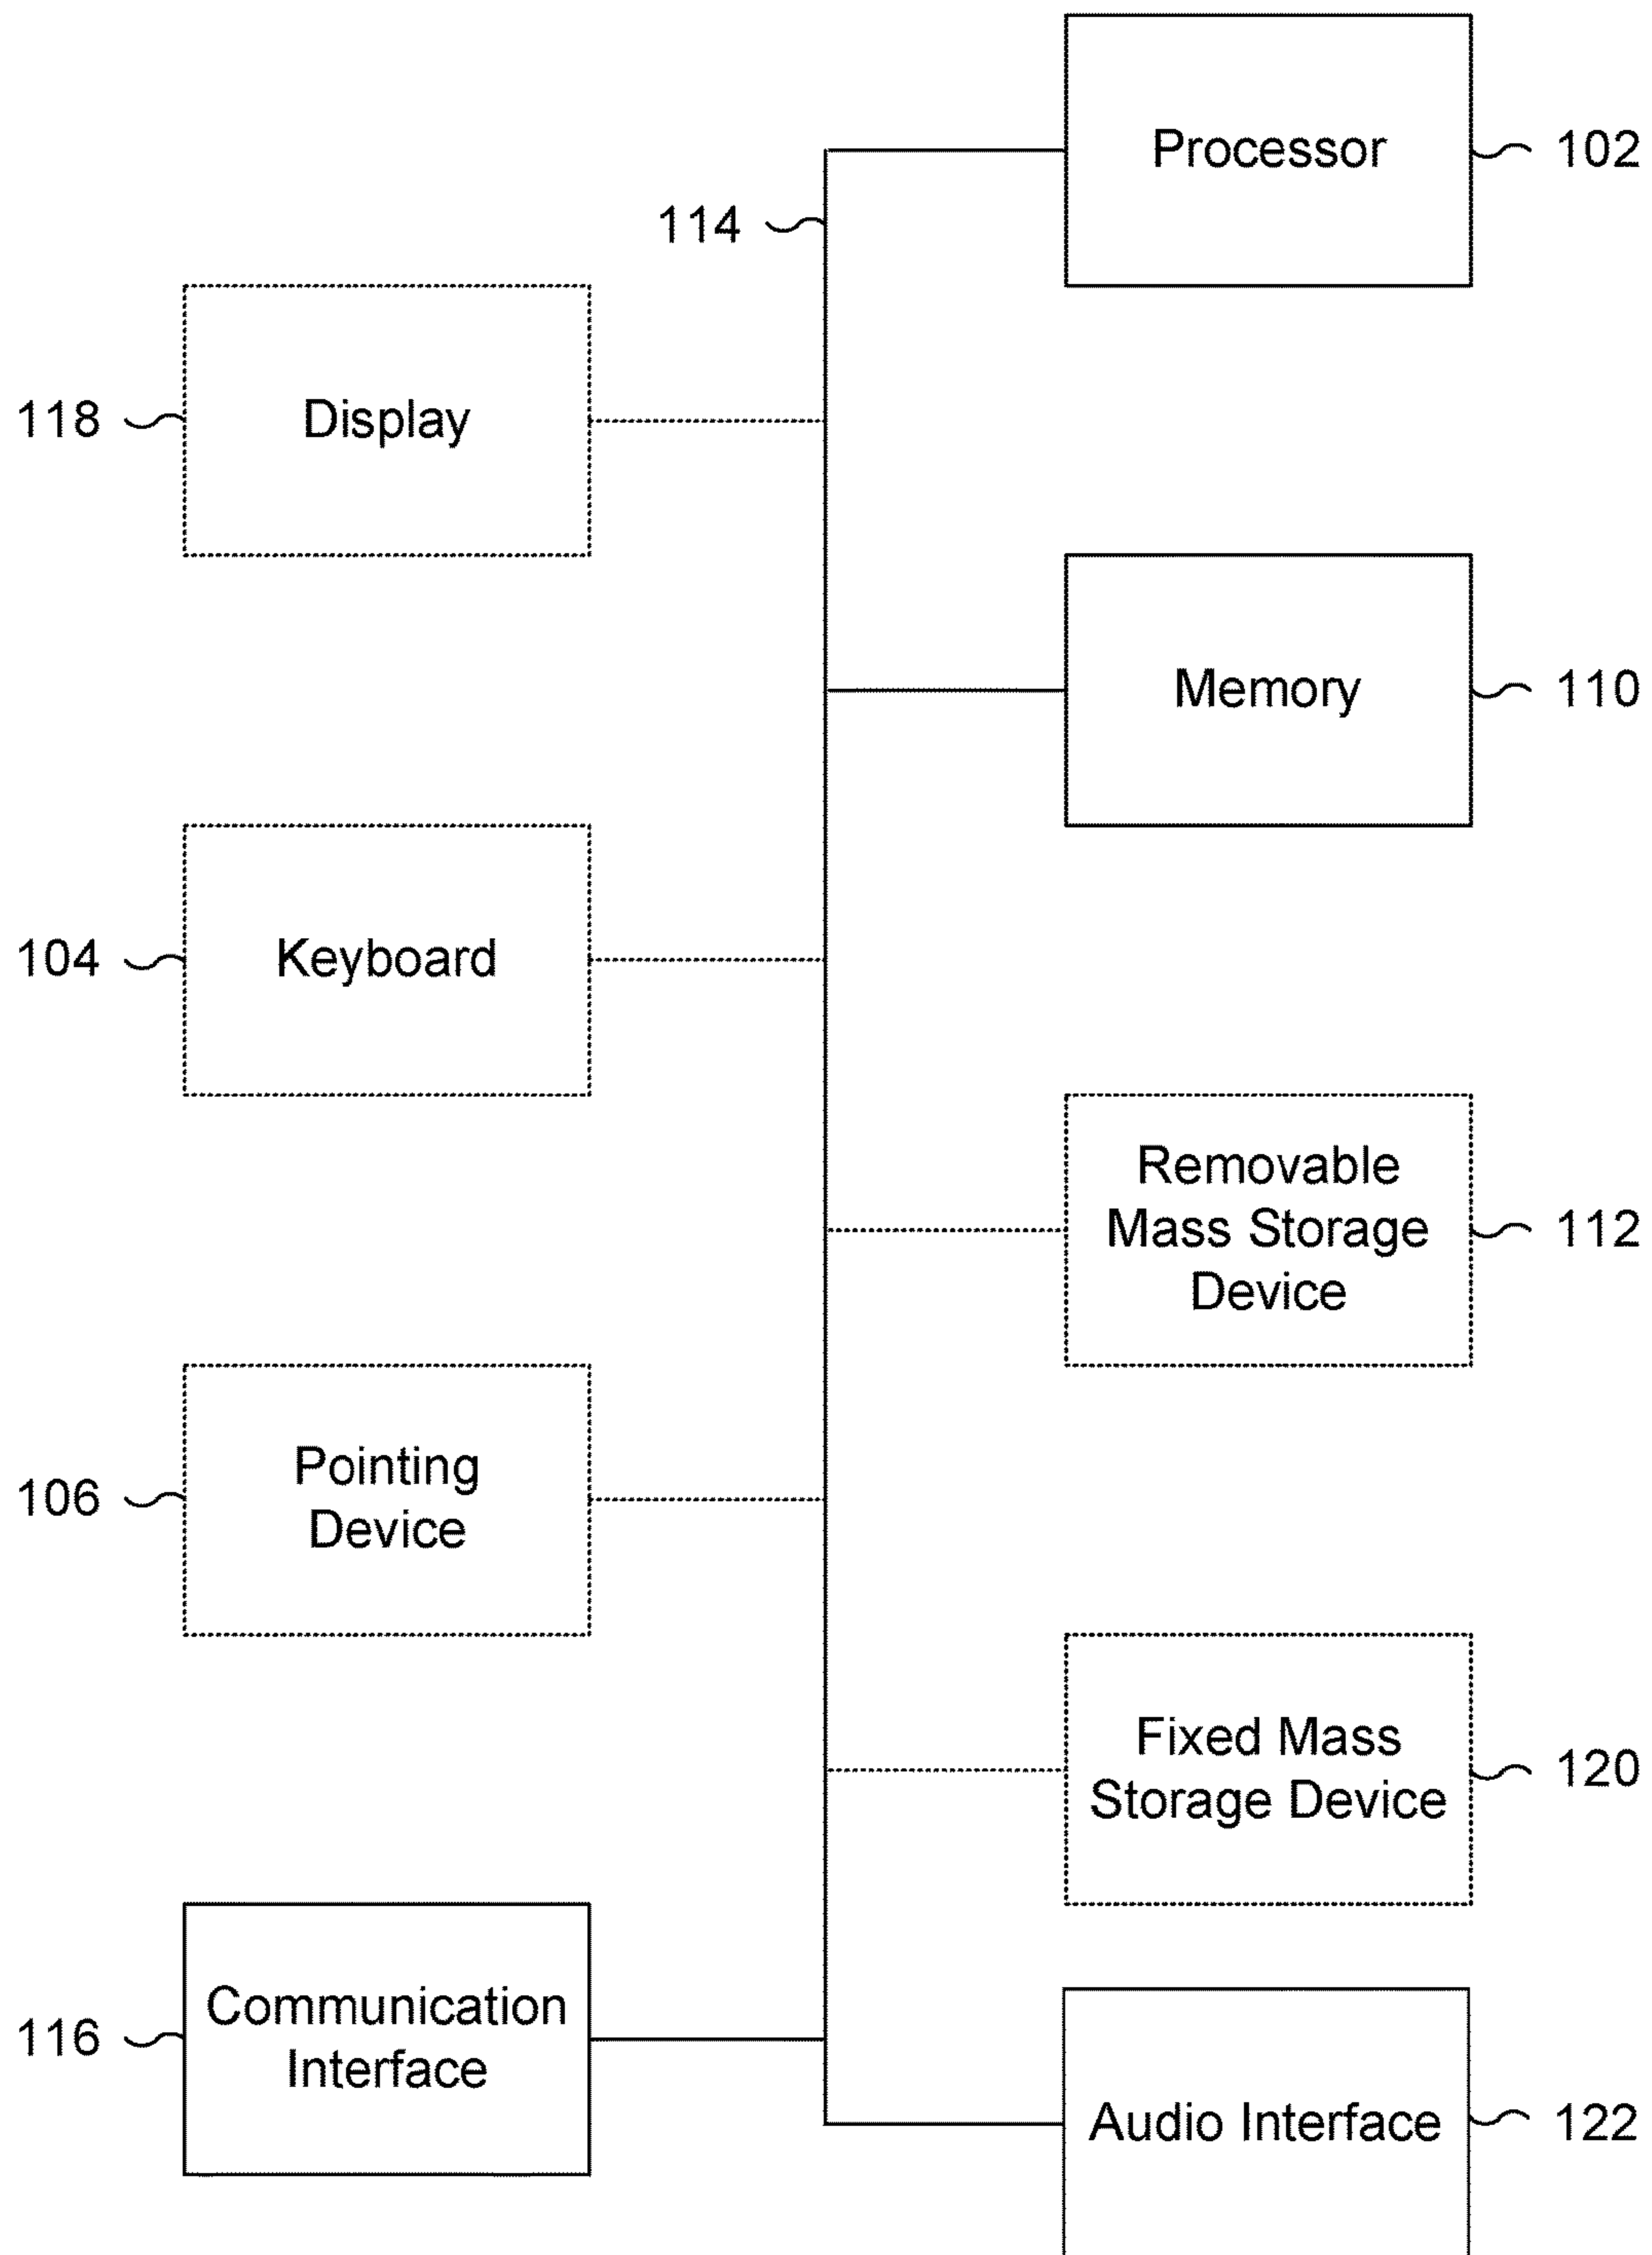 Processor
102
114
118
Display
Memory
110
104
Keyboard
Removable
Mass Storage
Device
112
106
Pointing
Device
Fixed Mass
Storage Device
120
116
Communication
Interface
Audio Interface
122